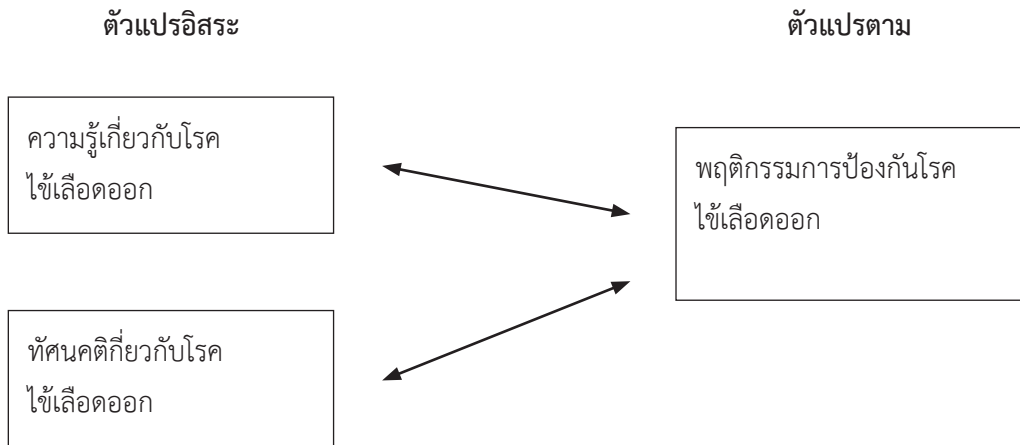 ตัวแปรอิสระ
ตัวแปรตาม
ความรู้เกี่ยวกับโรค
ไข้เลือดออก
พฤติกรรมการป้องกันโรค
ไข้เลือดออก
ทัศนคติกี่ยวกับโรค
ไข้เลือดออก